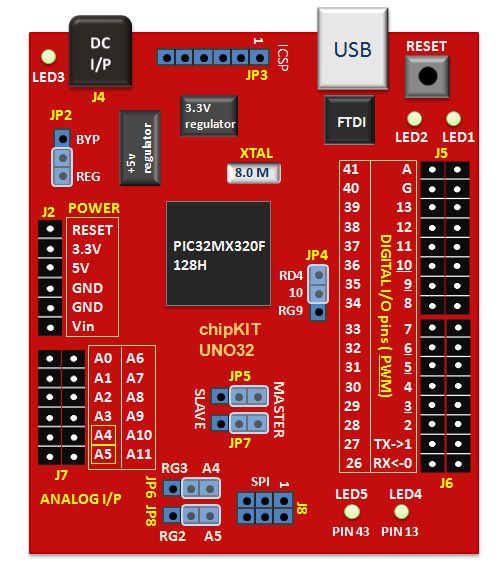 DC
I/P
LED3
J4
1
ICSP
JP3
USB
RESET
JP2
BYP
REG
+5v
regulator
3.3V
regulator
FTDI
LED2
LED1
XTAL
8.0 M
J5
41 A
40 G
39 13
38 12
37 11
36 10
35 9
34 8
33 7
32 6
31 5
30 4
29 3
28 2
27 TX->1
26 RX<-0
DIGITAL I/O pins ( PWM)
J6
J2
POWER
RESET
3.3V
5V
GND
GND
Vin
PIC32MX320F
128H
JP4
RD4
10
RG9
chipKIT
UNO32
A0 A6
A1 A7
A2 A8
A3 A9
A4 A10
A5 A11
J7
ANALOG I/P
JP5
SLAVE
MASTER
JP7
RG3 A4
JP6
JP8
RG2 A5
SPI 1
J8
LED5
PIN 43
LED4
PIN 13